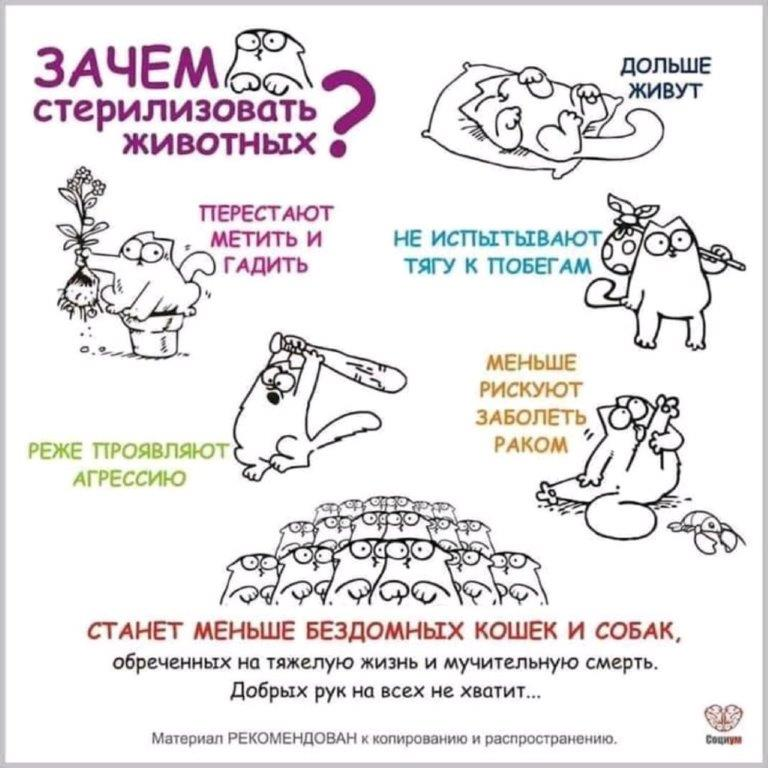 ЗАЧЕМ
стерилизовать
животных?
ДОЛЬШЕ
ЖИВУТ
ПЕРЕСТАЮТ
МЕТИТЬ И
ГАДИТЬ
НЕ ИСПЫТЫВАЮТ
ТЯГУ К ПОБЕГАМ
МЕНЬШЕ
РИСКУЮТ
ЗАБОЛЕТЬ
РАКОМ
РЕЖЕ ПРОЯВЛЯЮТ
АГРЕССИЮ
СТАНЕТ МЕНЬШЕ БЕЗДОМНЫХ КОШЕК И СОБАК,
обреченных на тяжелую жизнь и мучительную смерть.
Добрых рук на всех не хватит...
Материал РЕКОМЕНДОВАН к копированию и распространению.
Социум